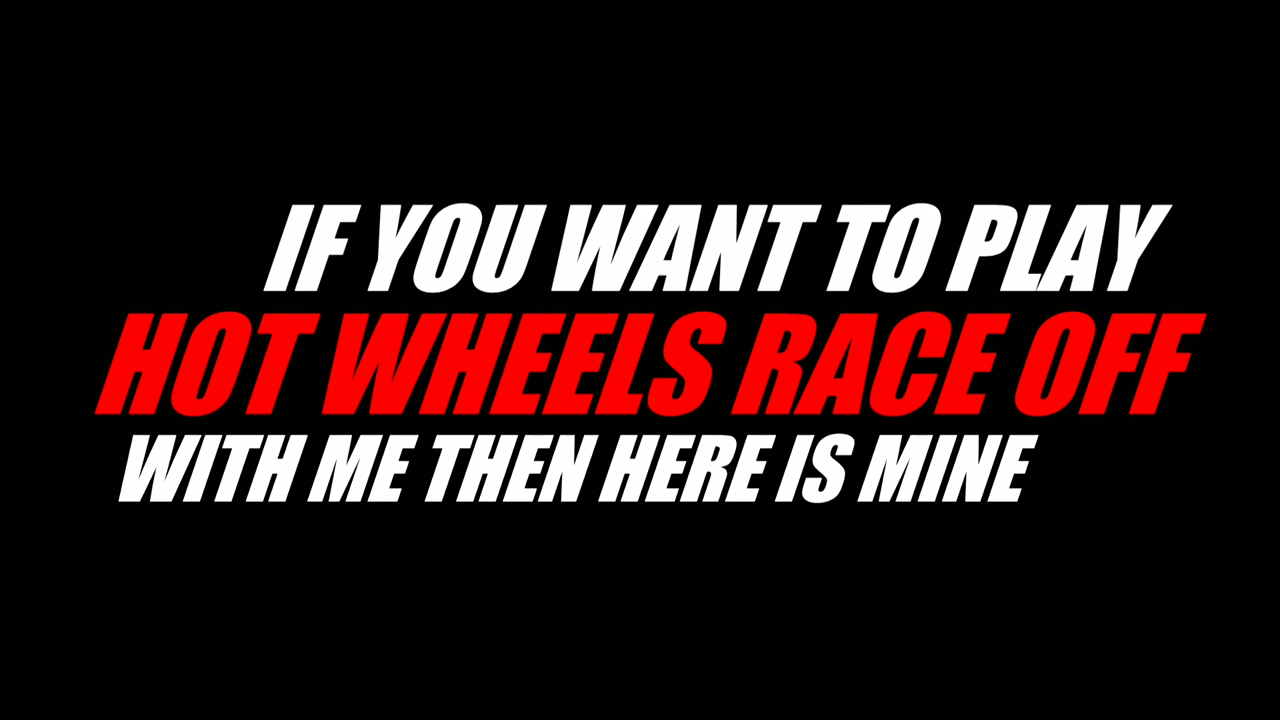 IF YOU WANT TO PLAY
HOT WHEELS RACE OFF
WITH ME THEN HERE IS MINE